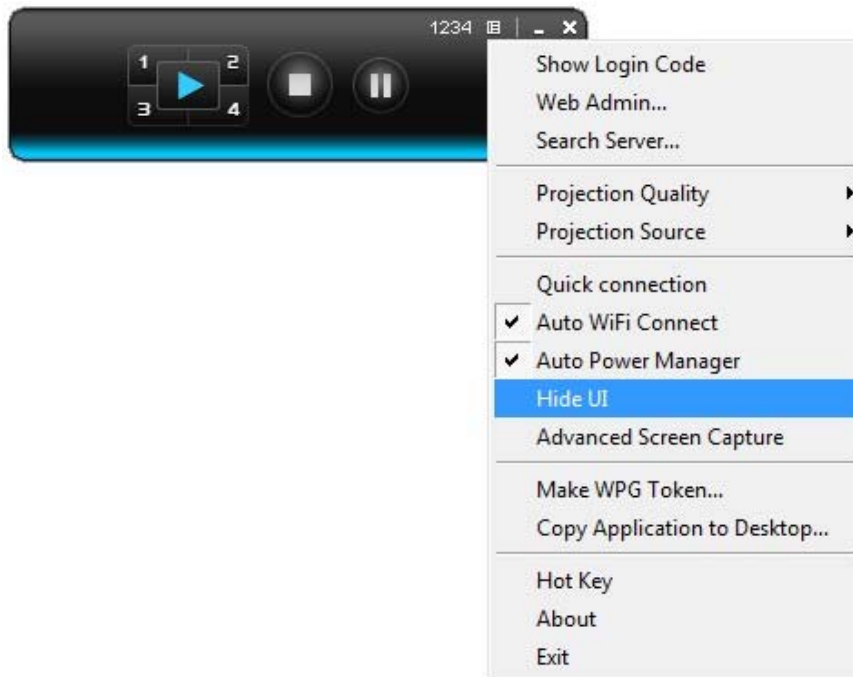 1234
1 2
3 4
Show Login Code
Web Admin...
Search Server...
Projection Quality
Projection Source
Quick connection
Auto WiFi Connect
Auto Power Manager
Hide UI
Advanced Screen Capture
Make WPG Token...
Copy Application to Desktop...
Hot Key
About
Exit